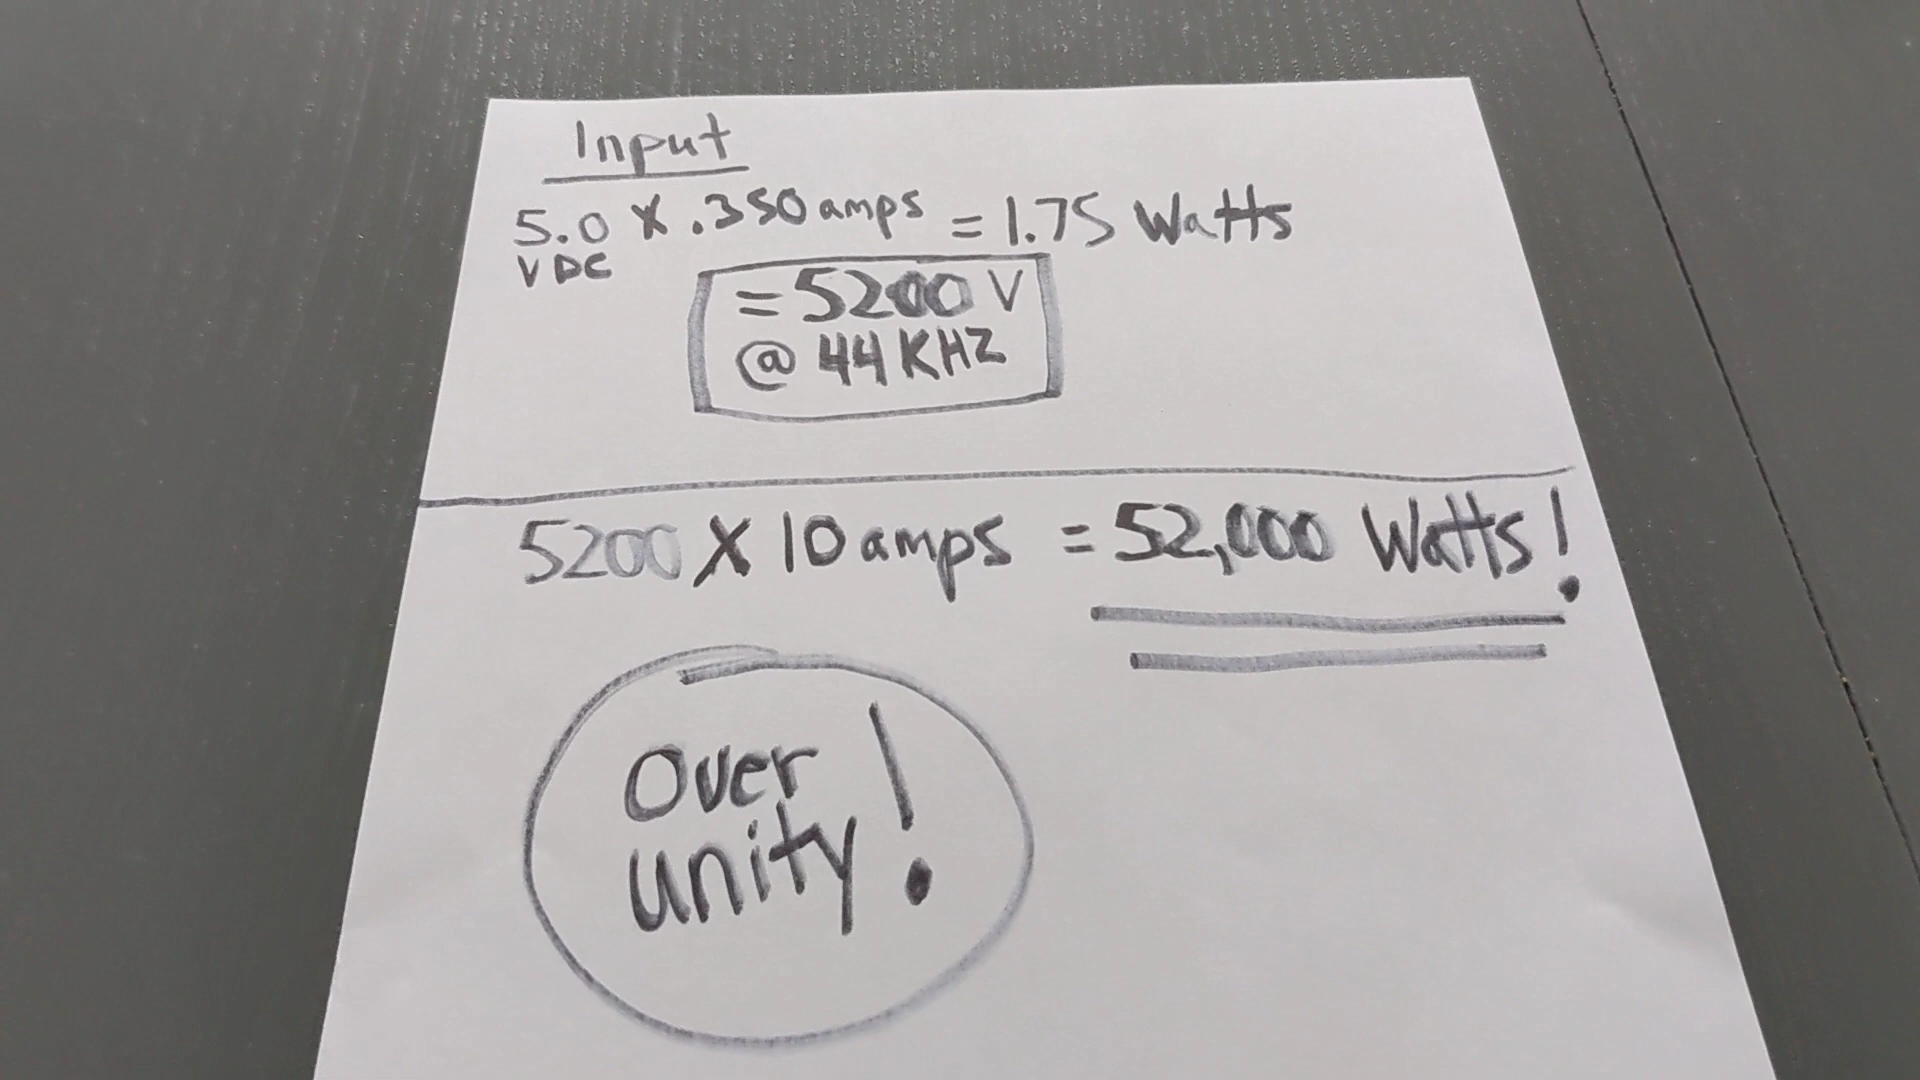 Input
5.0 X .350 amps = 1.75 Watts
VDC
= 5200 V
@ 44 KHZ
5200 X 10 amps = 52,000 Watts!
Over
unity!